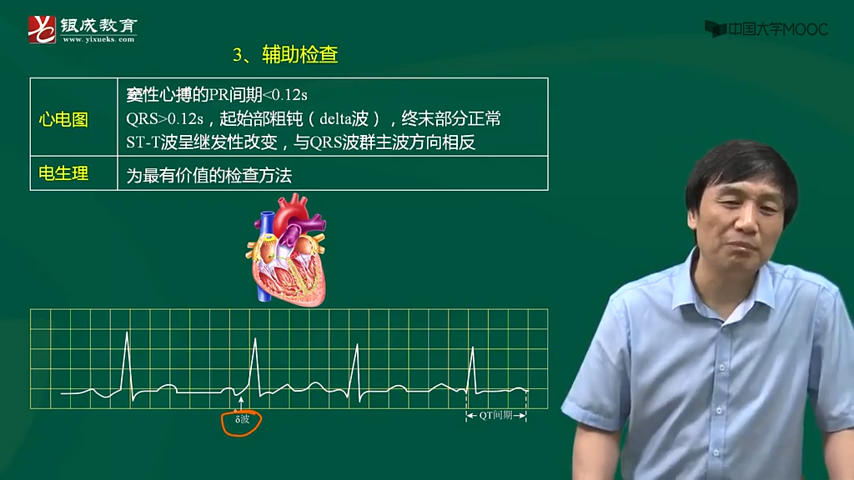 银成教育
www.yixueks.com
中国大学MOOC
3、辅助检查
心电图
窦性心搏的PR间期<0.12s
QRS>0.12s，起始部粗钝（delta波），终末部分正常
ST-T波呈继发性改变，与QRS波群主波方向相反
电生理
为最有价值的检查方法
δ波
QT间期